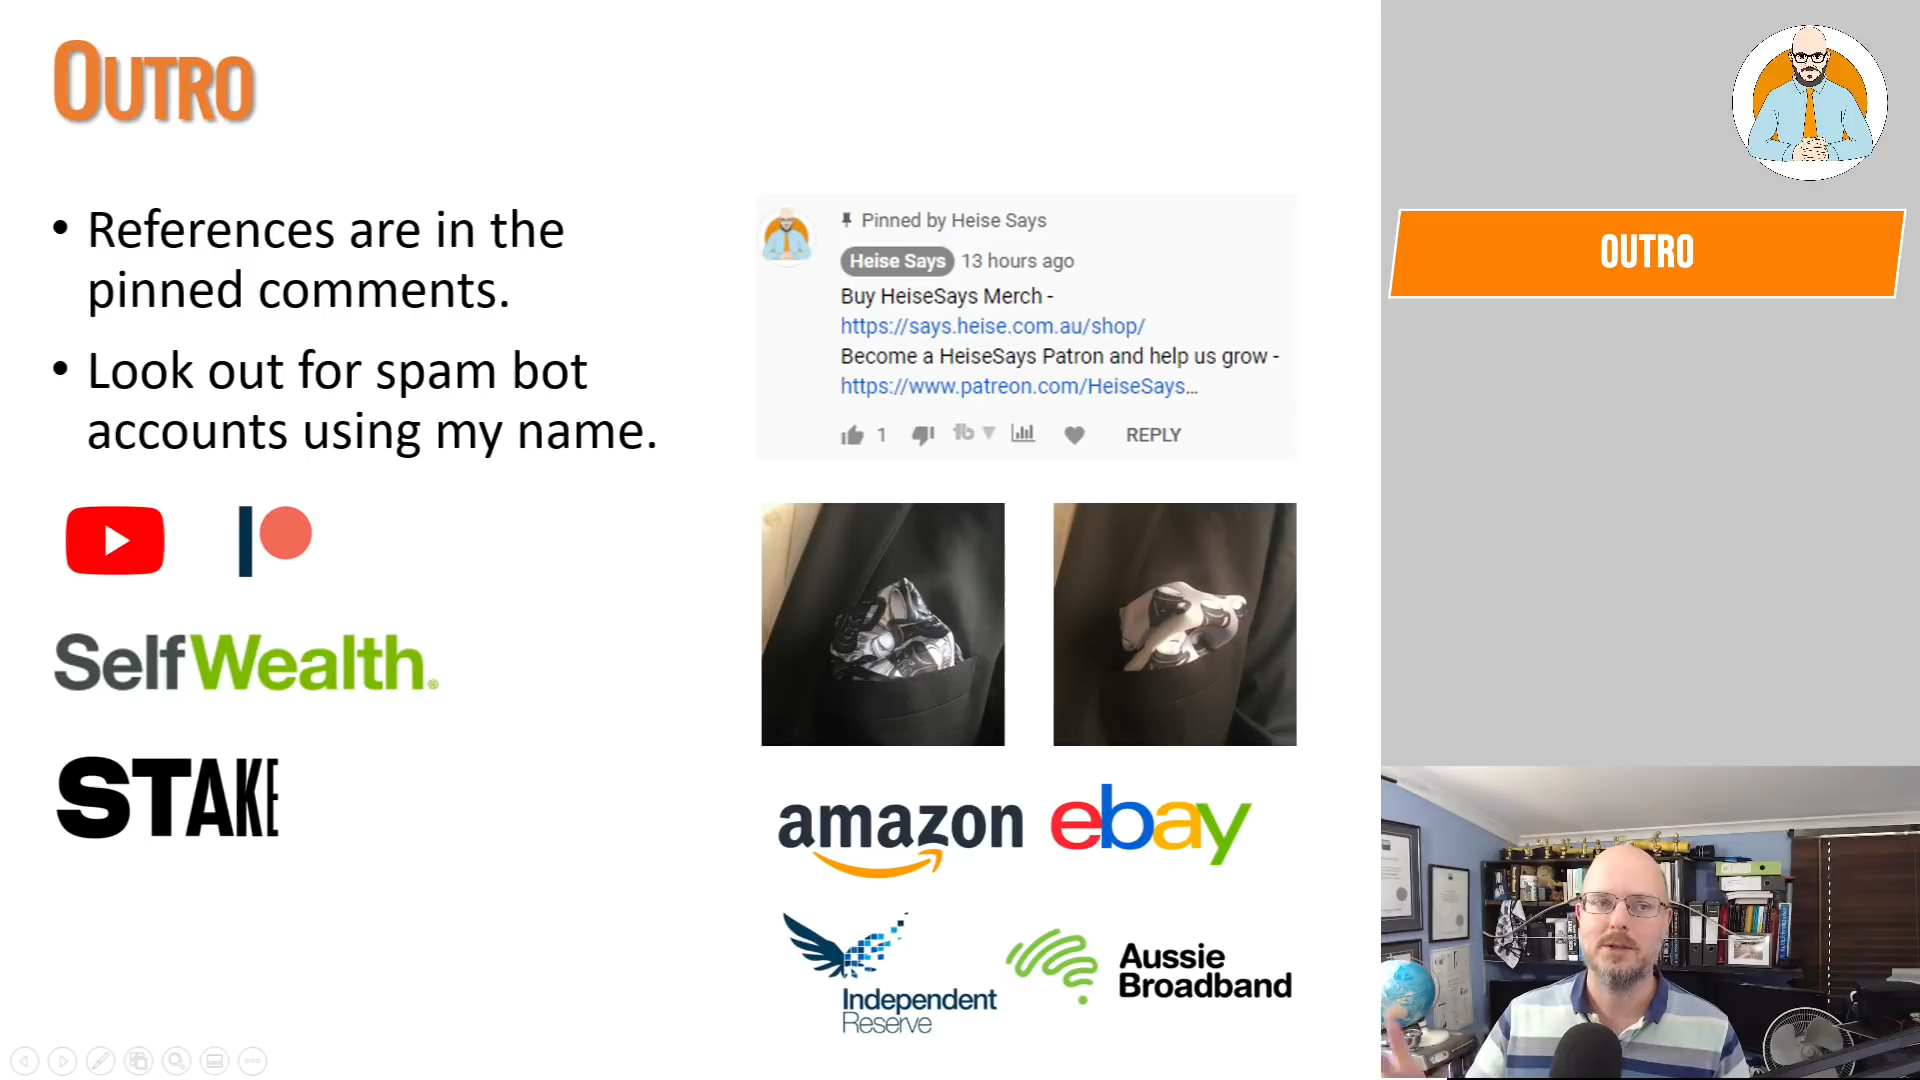 Outro
• References are in the
pinned comments.
• Look out for spam bot
accounts using my name.
SelfWealth®
STAKE
Pinned by Heise Says
Heise Says 13 hours ago
Buy HeiseSays Merch -
https://says.heise.com.au/shop/
Become a HeiseSays Patron and help us grow -
https://www.patreon.com/HeiseSays...
1 tb REPLY
amazon ebay
Independent
Reserve
Aussie
Broadband
OUTRO